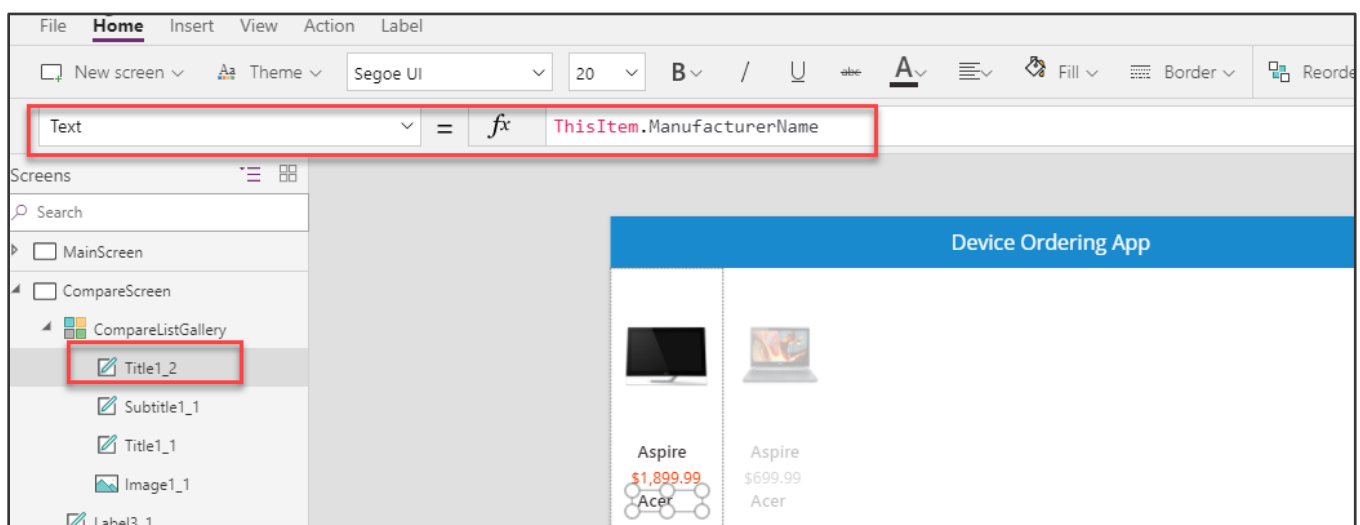 File Home Insert View Action Label
New screen Aa Theme Segoe UI 20 B / U abc A Fill Border Reorde
Text = fx ThisItem.ManufacturerName
Screens
Search
MainScreen
CompareScreen
CompareListGallery
Title1_2
Subtitle1_1
Title1_1
Image1_1
Label3_1
Device Ordering App
Aspire Aspire
$1,899.99 $699.99
Acer Acer